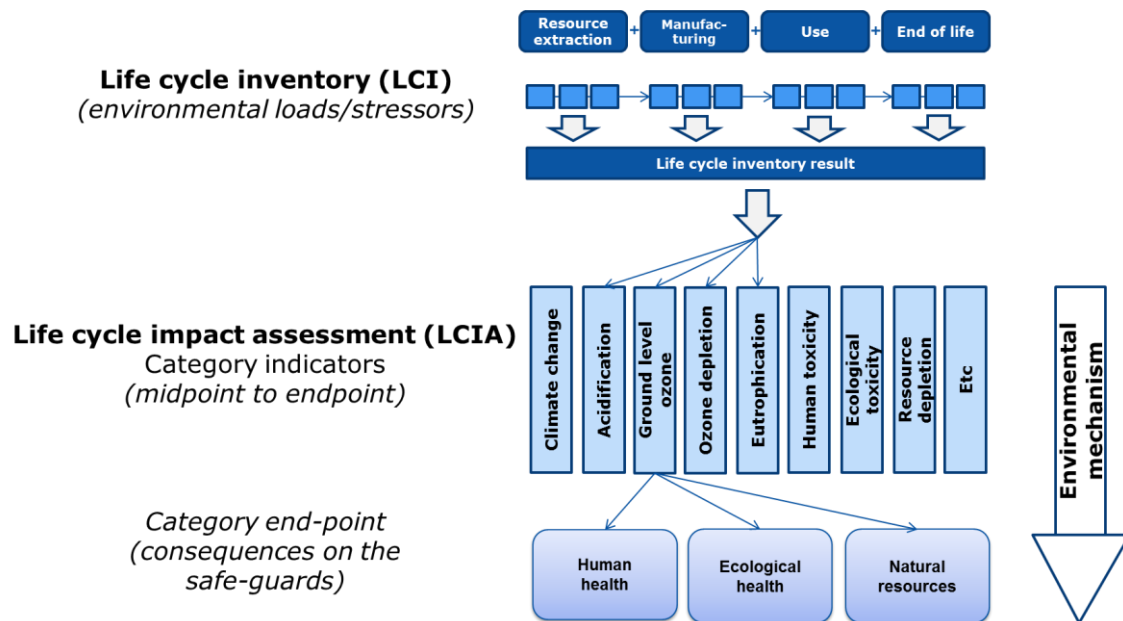 Resource
extraction
+
Manufac-
turing
+
Use
+
End of life
Life cycle inventory (LCI)
(environmental loads/stressors)
Life cycle inventory result
Life cycle impact assessment (LCIA)
Category indicators
(midpoint to endpoint)
Climate change
Acidification
Ground level
ozone
Ozone depletion
Eutrophication
Human toxicity
Ecological
toxicity
Resource
depletion
Etc
Environmental
mechanism
Category end-point
(consequences on the
safe-guards)
Human
health
Ecological
health
Natural
resources